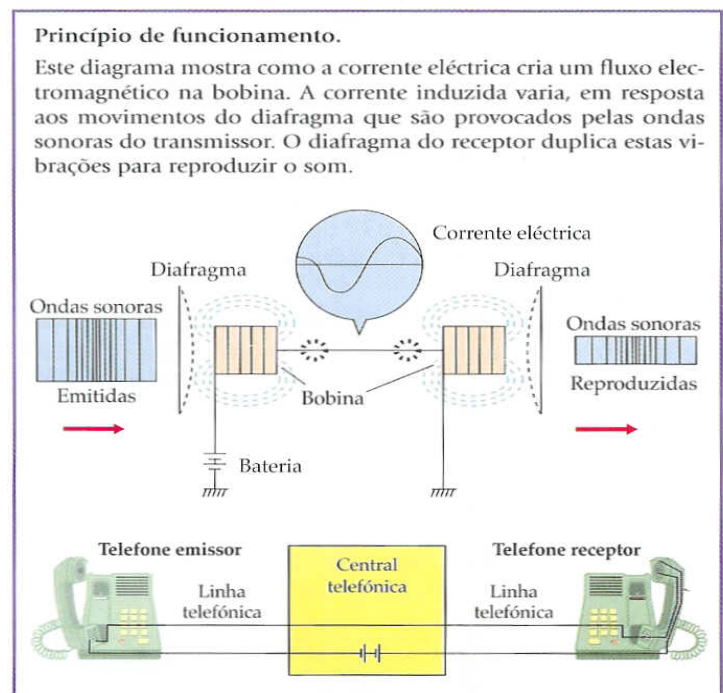 Princípio de funcionamento.
Este diagrama mostra como a corrente eléctrica cria um fluxo elec-
tromagnético na bobina. A corrente induzida varia, em resposta
aos movimentos do diafragma que são provocados pelas ondas
sonoras do transmissor. O diafragma do receptor duplica estas vi-
brações para reproduzir o som.
Corrente eléctrica
Diafragma
Diafragma
Ondas sonoras
Ondas sonoras
Emitidas
Bobina
Reproduzidas
Bateria
Telefone emissor
Central
telefónica
Telefone receptor
Linha
telefónica
Linha
telefónica